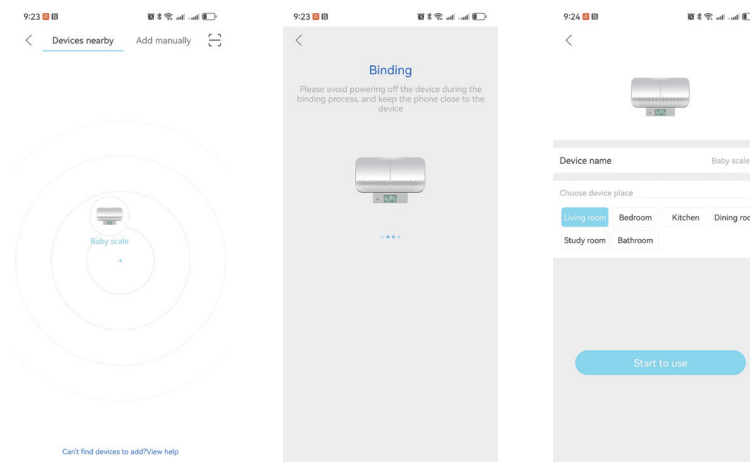 9:23
Devices nearby
Add manually
Baby scale
Can't find devices to add?View help
9:23
Binding
Please avoid powering off the device during the
binding process, and keep the phone close to the
device
9:24
Device name
Baby scale
Choose device place
Living room
Bedroom
Kitchen
Dining roo
Study room
Bathroom
Start to use